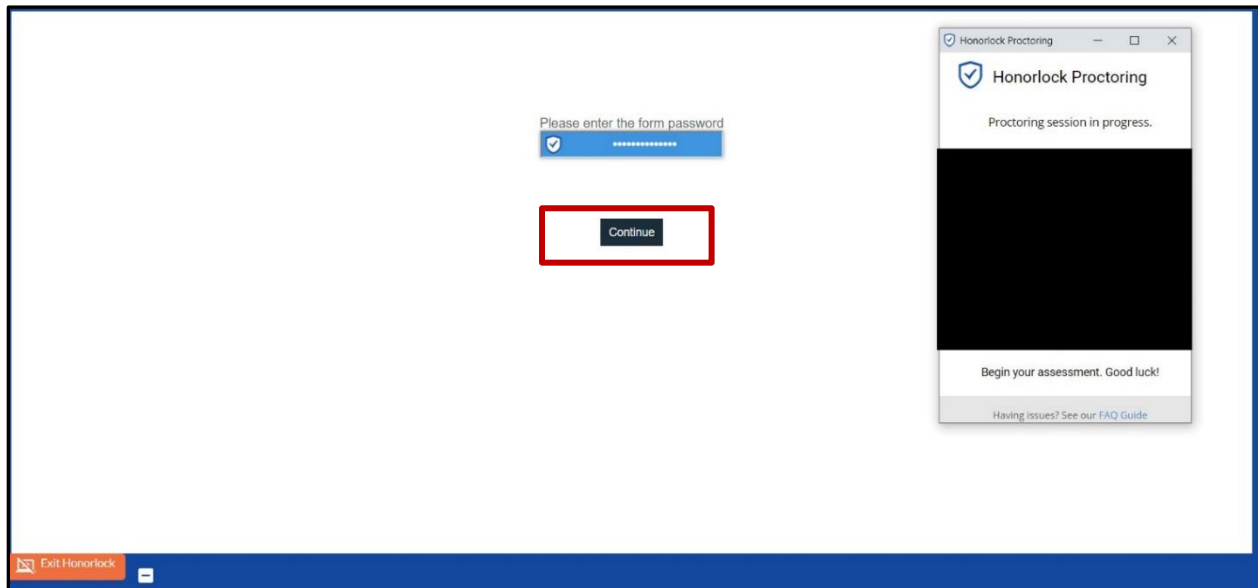 Honorlock Proctoring
Honorlock Proctoring
Proctoring session in progress.
Please enter the form password
••••••••••••••
Continue
Begin your assessment. Good luck!
Having issues? See our FAQ Guide
Exit Honorlock